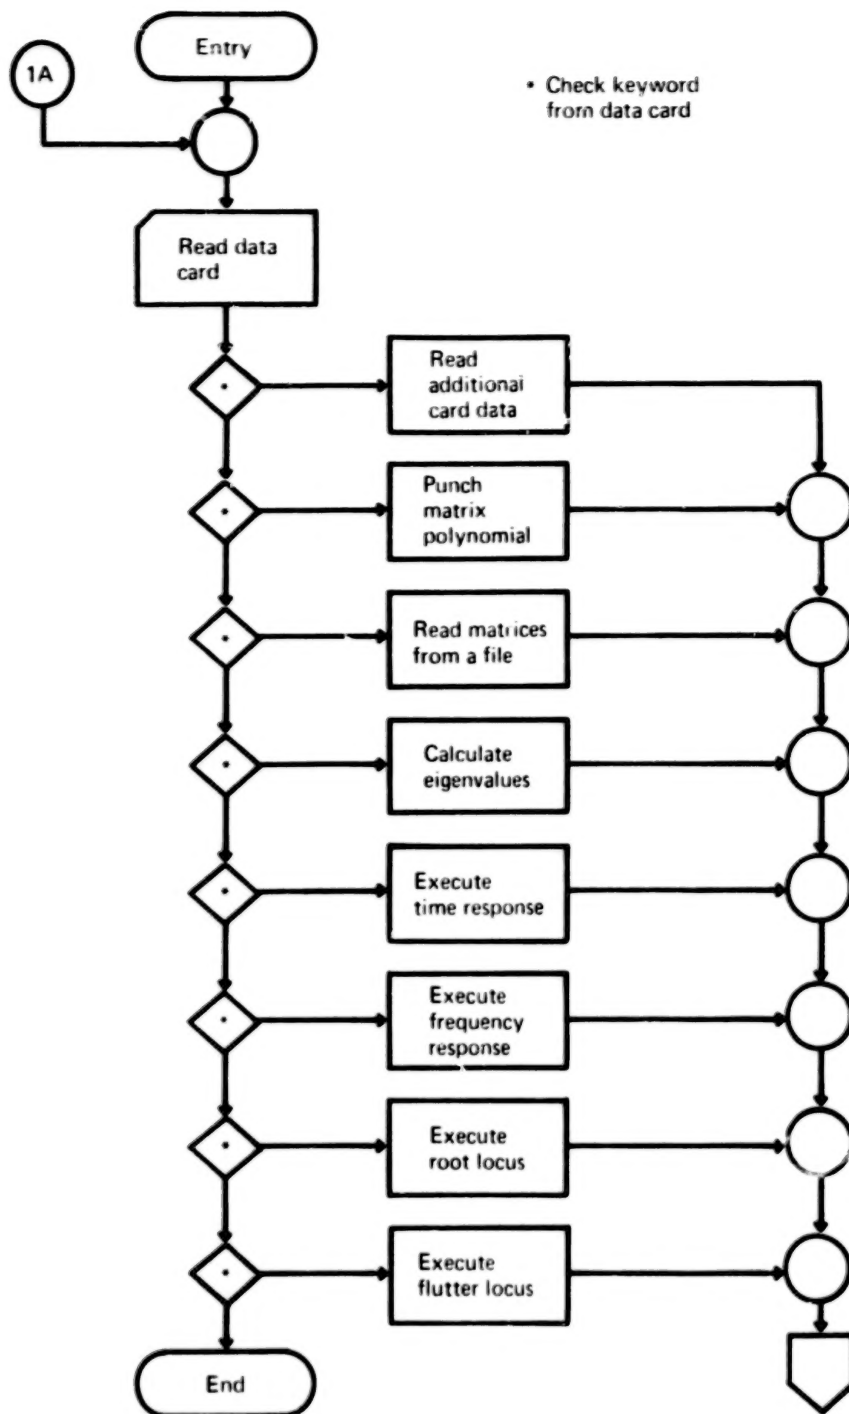 Entry
1A
• Check keyword
from data card
Read data
card
Read
additional
card data
Punch
matrix
polynomial
Read matrices
from a file
Calculate
eigenvalues
Execute
time response
Execute
frequency
response
Execute
root locus
Execute
flutter locus
End